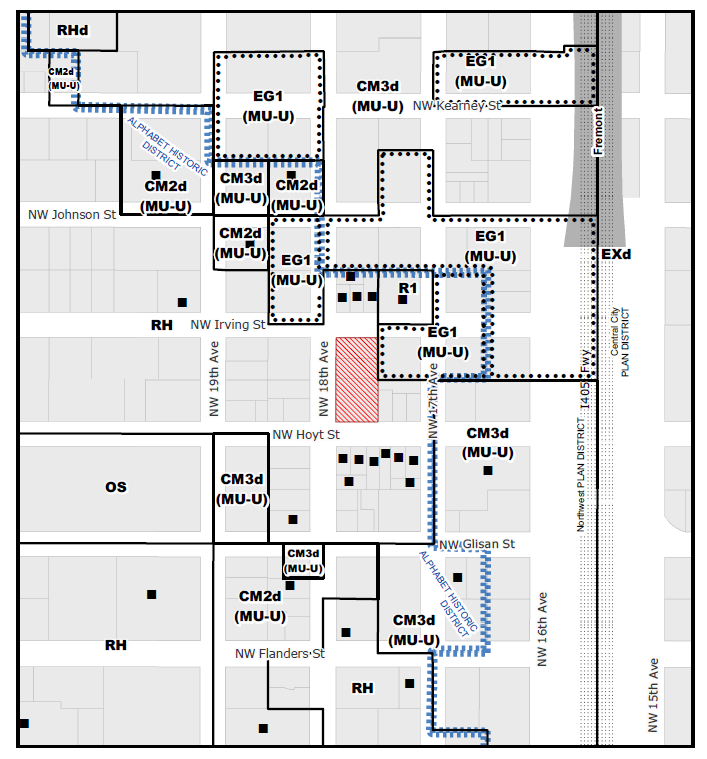 RHd
CM2d
(MU-U)
EG1
(MU-U)
CM3d
(MU-U)
EG1
(MU-U)
NW Kearney St
Fremont
ALPHABET HISTORIC
DISTRICT
CM2d
(MU-U)
CM3d
(MU-U)
CM2d
(MU-U)
NW Johnson St
CM2d
(MU-U)
EG1
(MU-U)
EG1
(MU-U)
EXd
R1
RH
NW Irving St
EG1
(MU-U)
Central City
PLAN DISTRICT
NW 19th Ave
NW 18th Ave
NW 17th Ave
I405 Fwy
NW Hoyt St
CM3d
(MU-U)
OS
CM3d
(MU-U)
Northwest PLAN DISTRICT
NW Glisan St
CM3d
(MU-U)
ALPHABET HISTORIC
DISTRICT
CM2d
(MU-U)
CM3d
(MU-U)
NW 16th Ave
RH
NW Flanders St
RH
NW 15th Ave